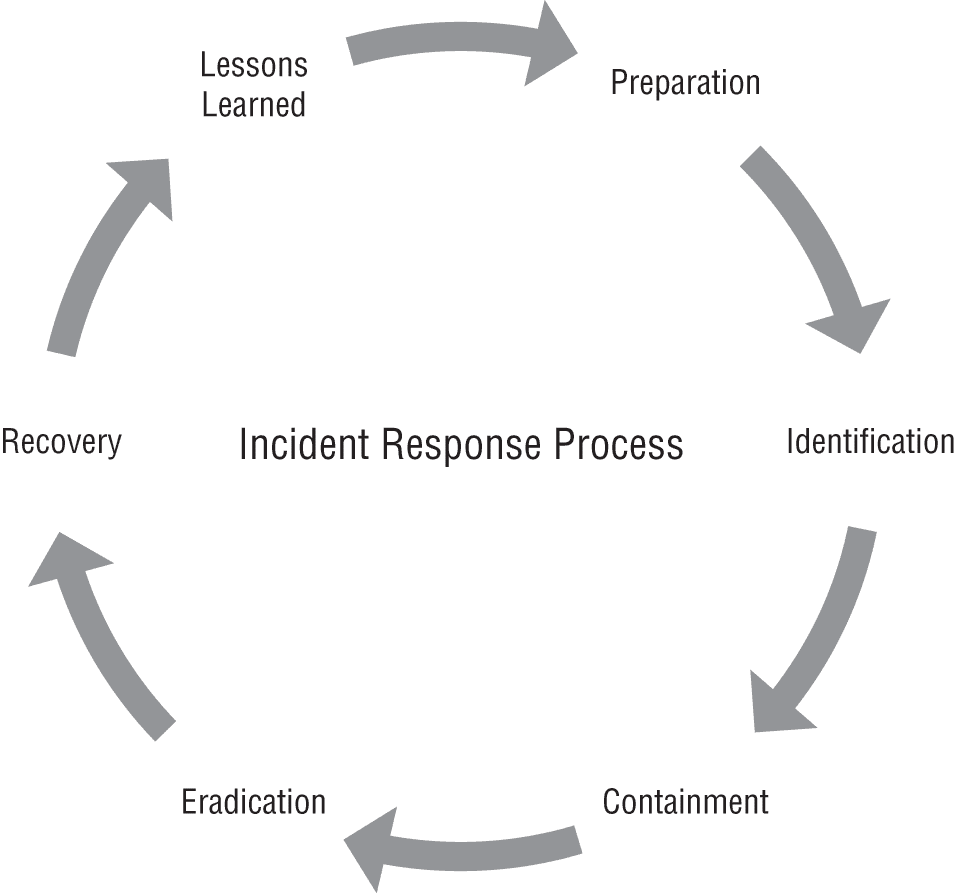 Lessons
Learned
Preparation
Recovery
Incident Response Process
Identification
Eradication
Containment